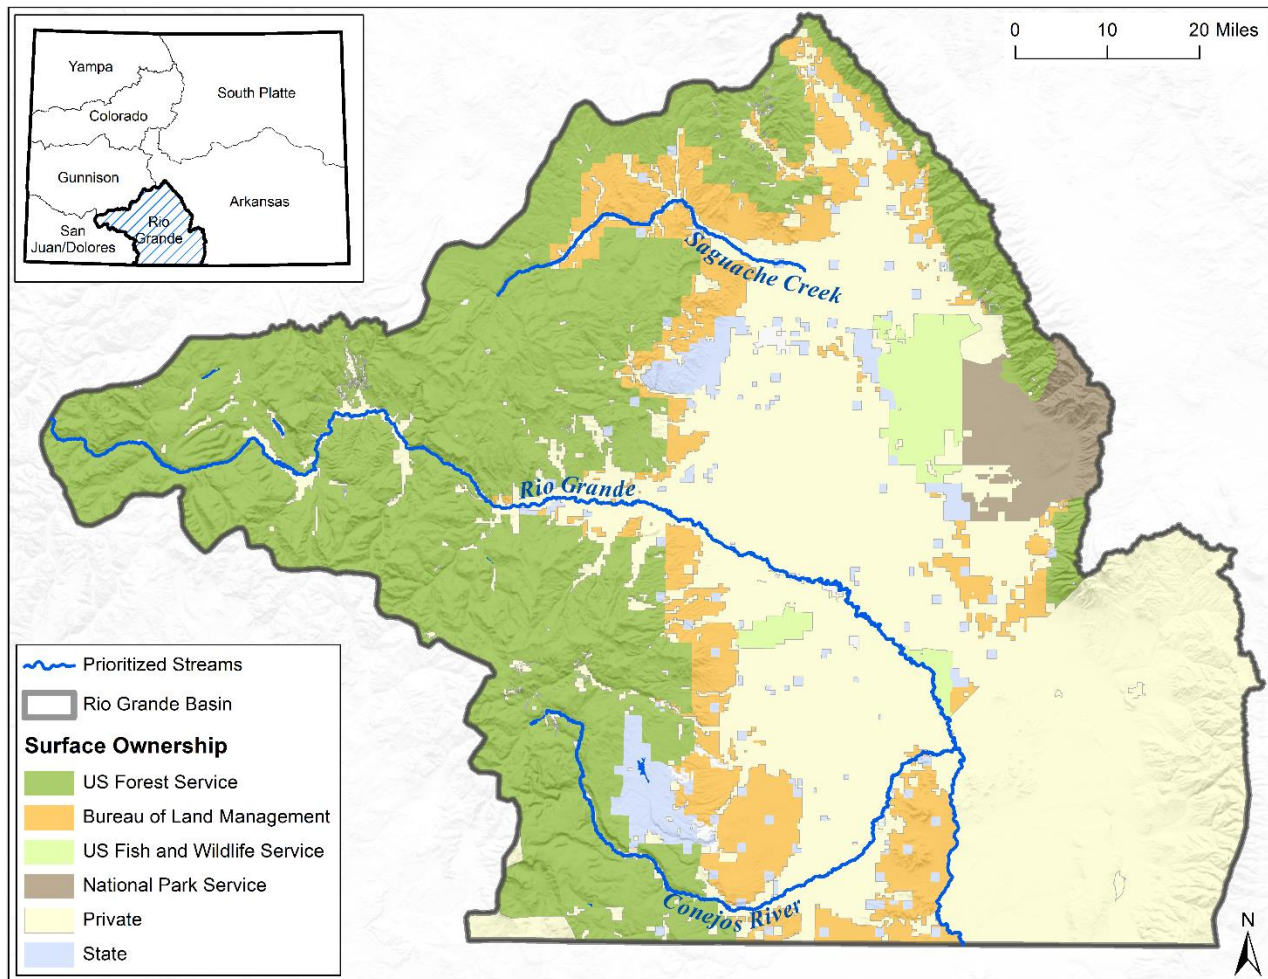 Yampa
South Platte
Colorado
Gunnison
Arkansas
Rio
Grande
San
Juan/Dolores
0 10 20 Miles
Saguache Creek
Rio Grande
Conejos River
Prioritized Streams
Rio Grande Basin
Surface Ownership
US Forest Service
Bureau of Land Management
US Fish and Wildlife Service
National Park Service
Private
State
N